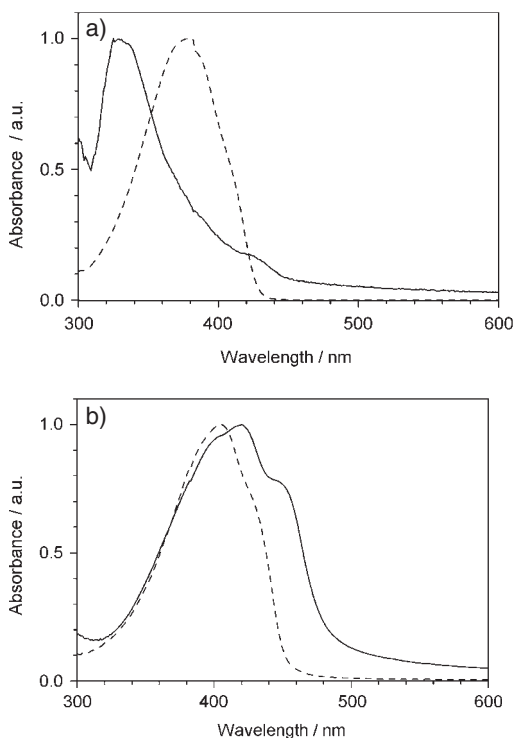 a)
1.0
0.5
0.0
Absorbance / a.u.
300 400 500 600
Wavelength / nm
b)
1.0
0.5
0.0
Absorbance / a.u.
300 400 500 600
Wavelength / nm